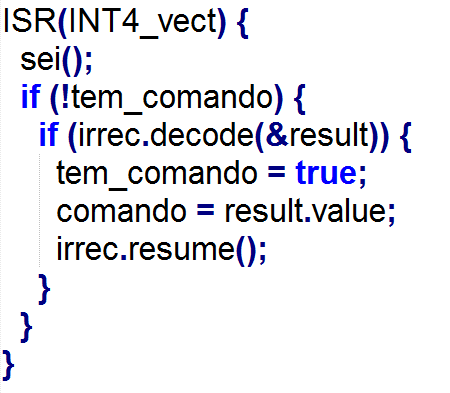 ISR(INT4_vect) {
sei();
if (!tem_comando) {
if (irrec.decode(&result)) {
tem_comando = true;
comando = result.value;
irrec.resume();
}
}
}